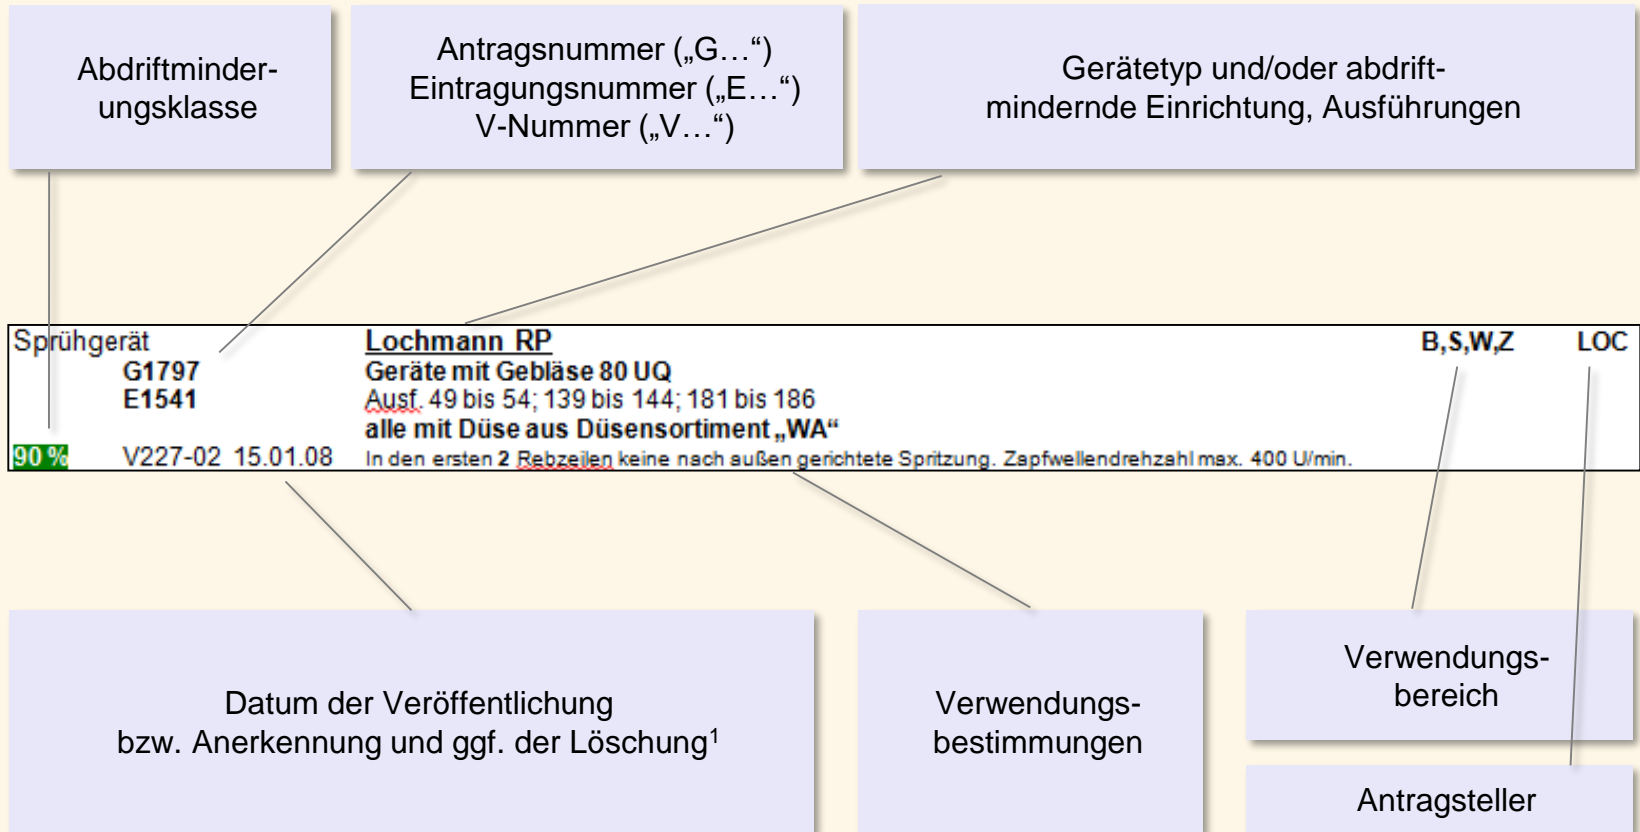 Abdriftminder-
ungsklasse
Antragsnummer („G…“)
Eintragungsnummer („E…“)
V-Nummer („V…“)
Gerätetyp und/oder abdrift-
mindernde Einrichtung, Ausführungen
Sprühgerät Lochmann RP B,S,W,Z LOC
G1797 Geräte mit Gebläse 80 UQ
E1541 Ausf. 49 bis 54; 139 bis 144; 181 bis 186
alle mit Düse aus Düsensortiment „WA“
90 % V227-02 15.01.08 In den ersten 2 Rebzeilen keine nach außen gerichtete Spritzung. Zapfwellendrehzahl max. 400 U/min.
Datum der Veröffentlichung
bzw. Anerkennung und ggf. der Löschung¹
Verwendungs-
bestimmungen
Verwendungs-
bereich
Antragsteller